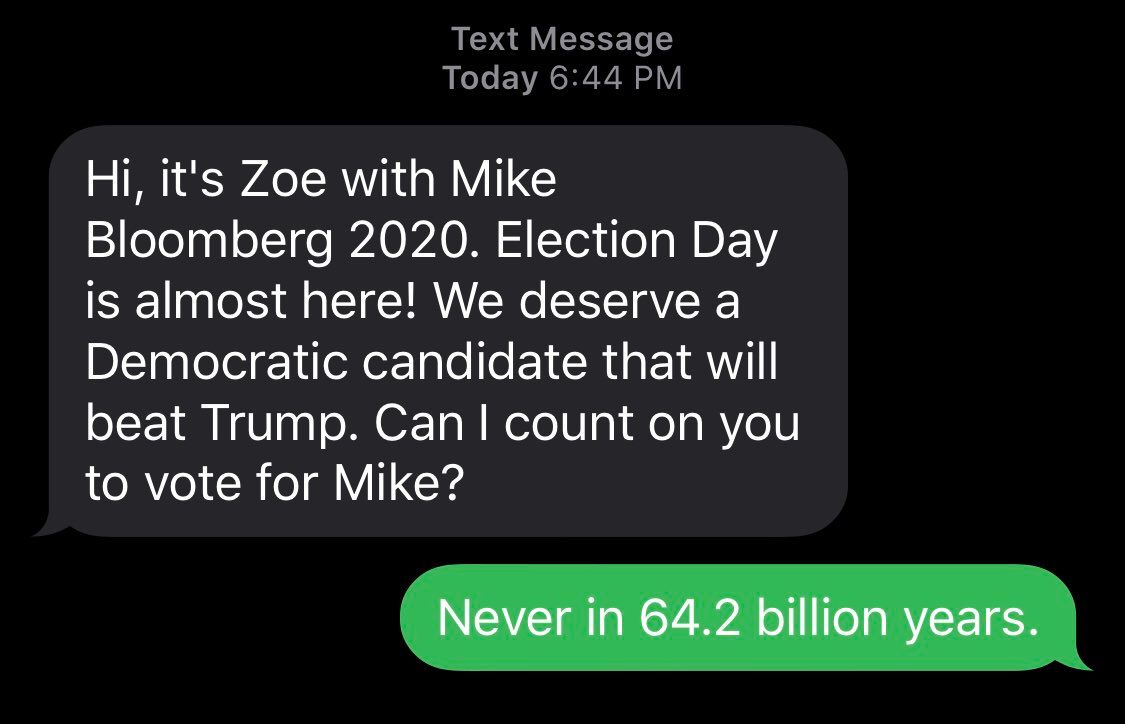 Text Message
Today 6:44 PM
Hi, it's Zoe with Mike
Bloomberg 2020. Election Day
is almost here! We deserve a
Democratic candidate that will
beat Trump. Can I count on you
to vote for Mike?
Never in 64.2 billion years.